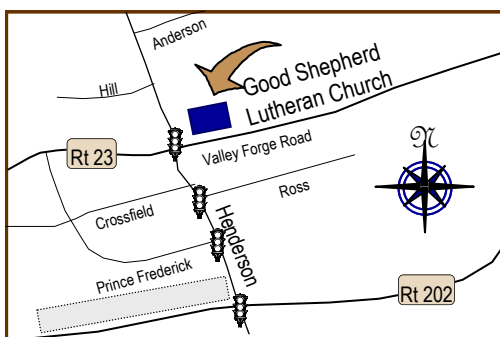 Anderson
Good Shepherd
Lutheran Church
Hill
Valley Forge Road
Rt 23
N
Ross
Crossfield
Henderson
Prince Frederick
Rt 202